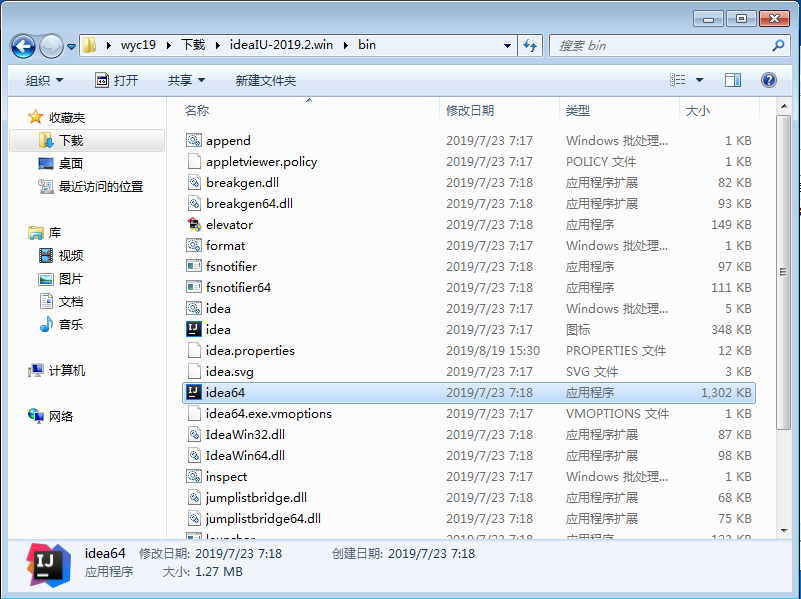 wyc19 下载 ideaIU-2019.2.win bin
搜索 bin
组织 打开 共享 新建文件夹
收藏夹
下载
桌面
最近访问的位置
库
视频
图片
文档
音乐
计算机
网络
名称 修改日期 类型 大小
append 2019/7/23 7:17 Windows 批处理... 1 KB
appletviewer.policy 2019/7/23 7:17 POLICY 文件 1 KB
breakgen.dll 2019/7/23 7:18 应用程序扩展 82 KB
breakgen64.dll 2019/7/23 7:18 应用程序扩展 93 KB
elevator 2019/7/23 7:18 应用程序 149 KB
format 2019/7/23 7:17 Windows 批处理... 1 KB
fsnotifier 2019/7/23 7:18 应用程序 97 KB
fsnotifier64 2019/7/23 7:18 应用程序 111 KB
idea 2019/7/23 7:17 Windows 批处理... 5 KB
idea 2019/7/23 7:17 图标 348 KB
idea.properties 2019/8/19 15:30 PROPERTIES 文件 12 KB
idea.svg 2019/7/23 7:17 SVG 文件 3 KB
idea64 2019/7/23 7:18 应用程序 1,302 KB
idea64.exe.vmoptions 2019/7/23 7:17 VMOPTIONS 文件 1 KB
IdeaWin32.dll 2019/7/23 7:18 应用程序扩展 87 KB
IdeaWin64.dll 2019/7/23 7:18 应用程序扩展 98 KB
inspect 2019/7/23 7:17 Windows 批处理... 1 KB
jumplistbridge.dll 2019/7/23 7:18 应用程序扩展 68 KB
jumplistbridge64.dll 2019/7/23 7:18 应用程序扩展 75 KB
IJ
idea64 修改日期: 2019/7/23 7:18 创建日期: 2019/7/23 7:18
应用程序 大小: 1.27 MB